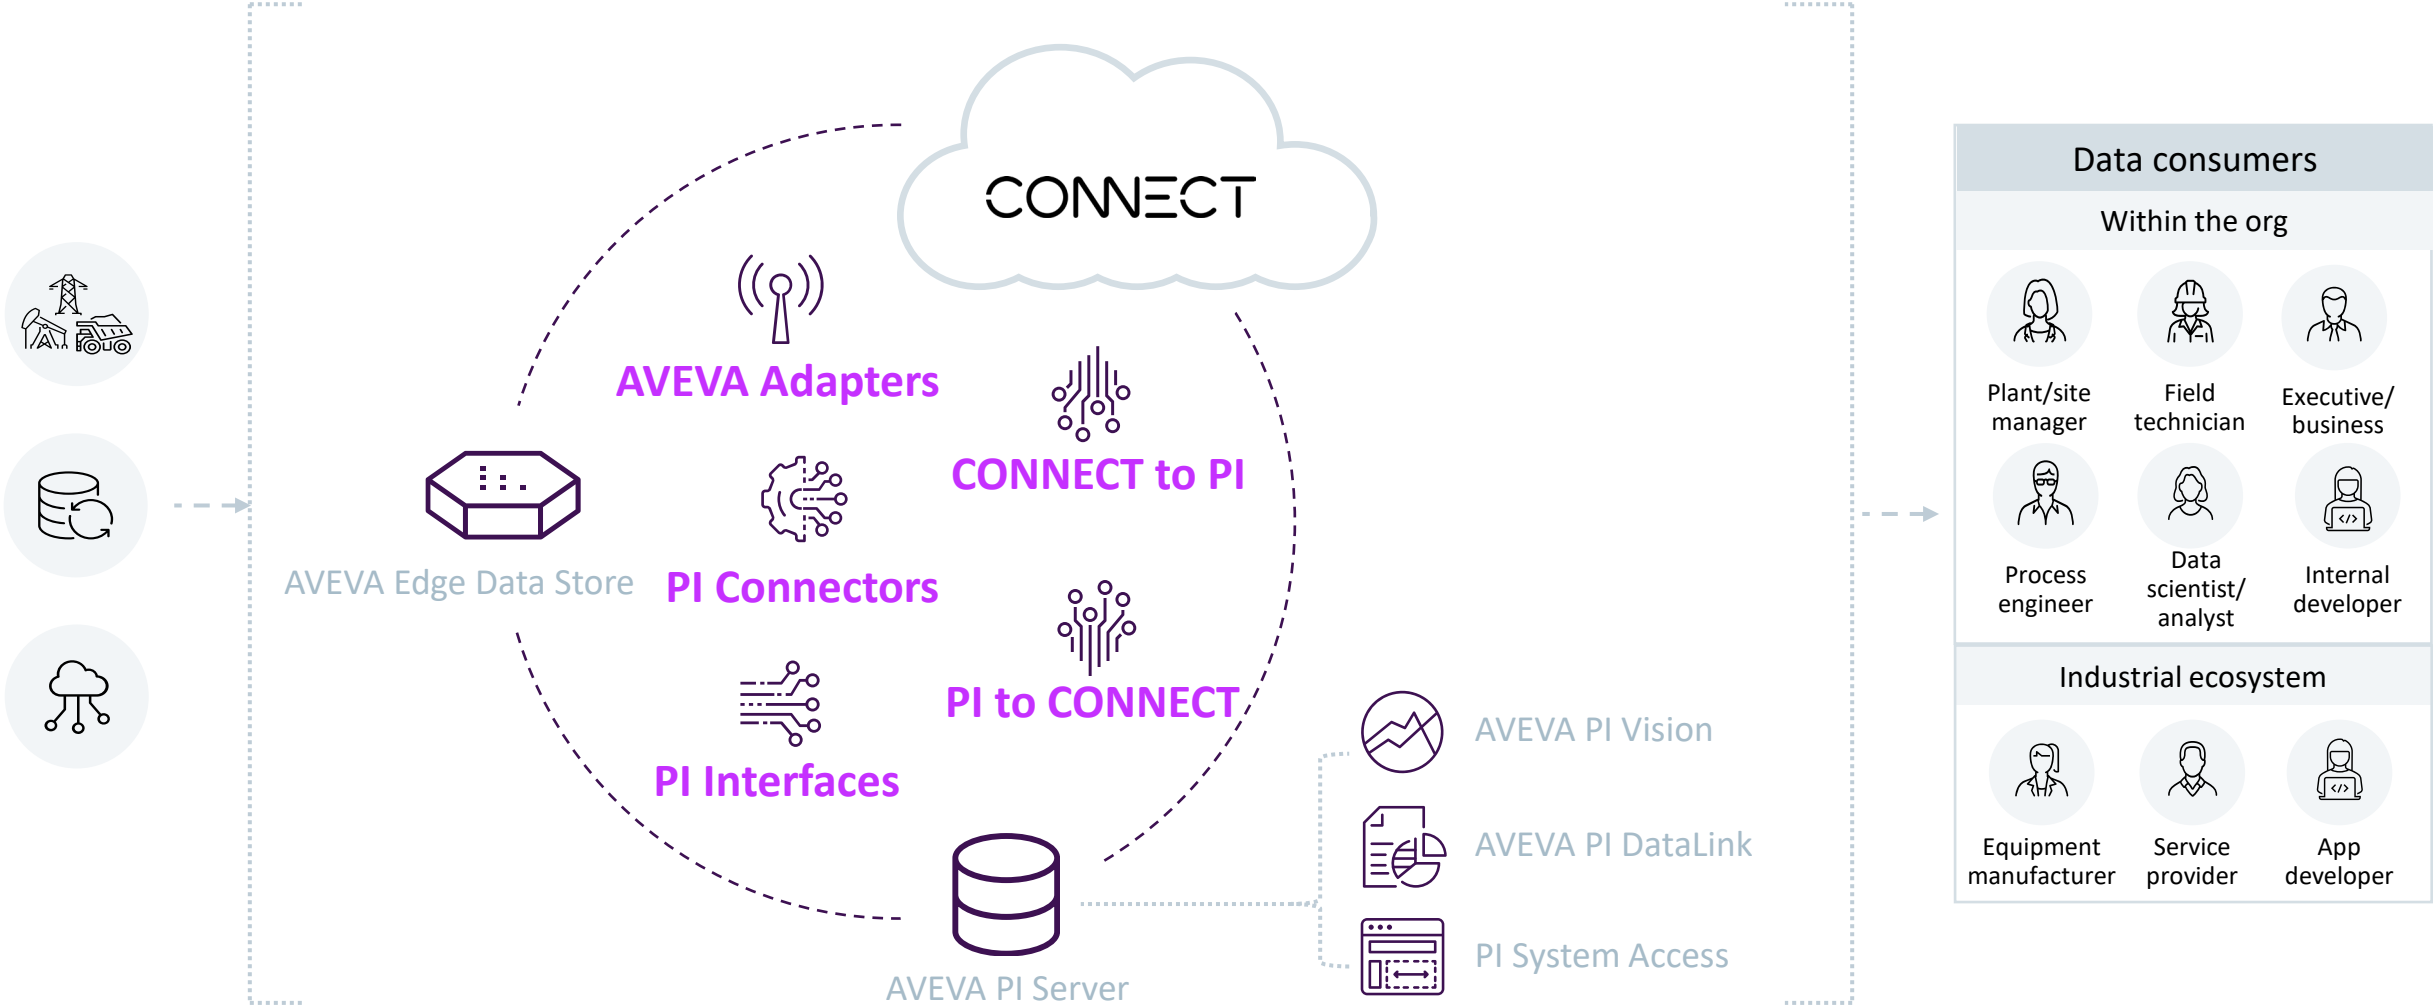 CONNECT
AVEVA Adapters
CONNECT to PI
AVEVA Edge Data Store
PI Connectors
PI to CONNECT
PI Interfaces
AVEVA PI Server
AVEVA PI Vision
AVEVA PI DataLink
PI System Access
Data consumers
Within the org
Plant/site
manager
Field
technician
Executive/
business
Process
engineer
Data
scientist/
analyst
Internal
developer
Industrial ecosystem
Equipment
manufacturer
Service
provider
App
developer